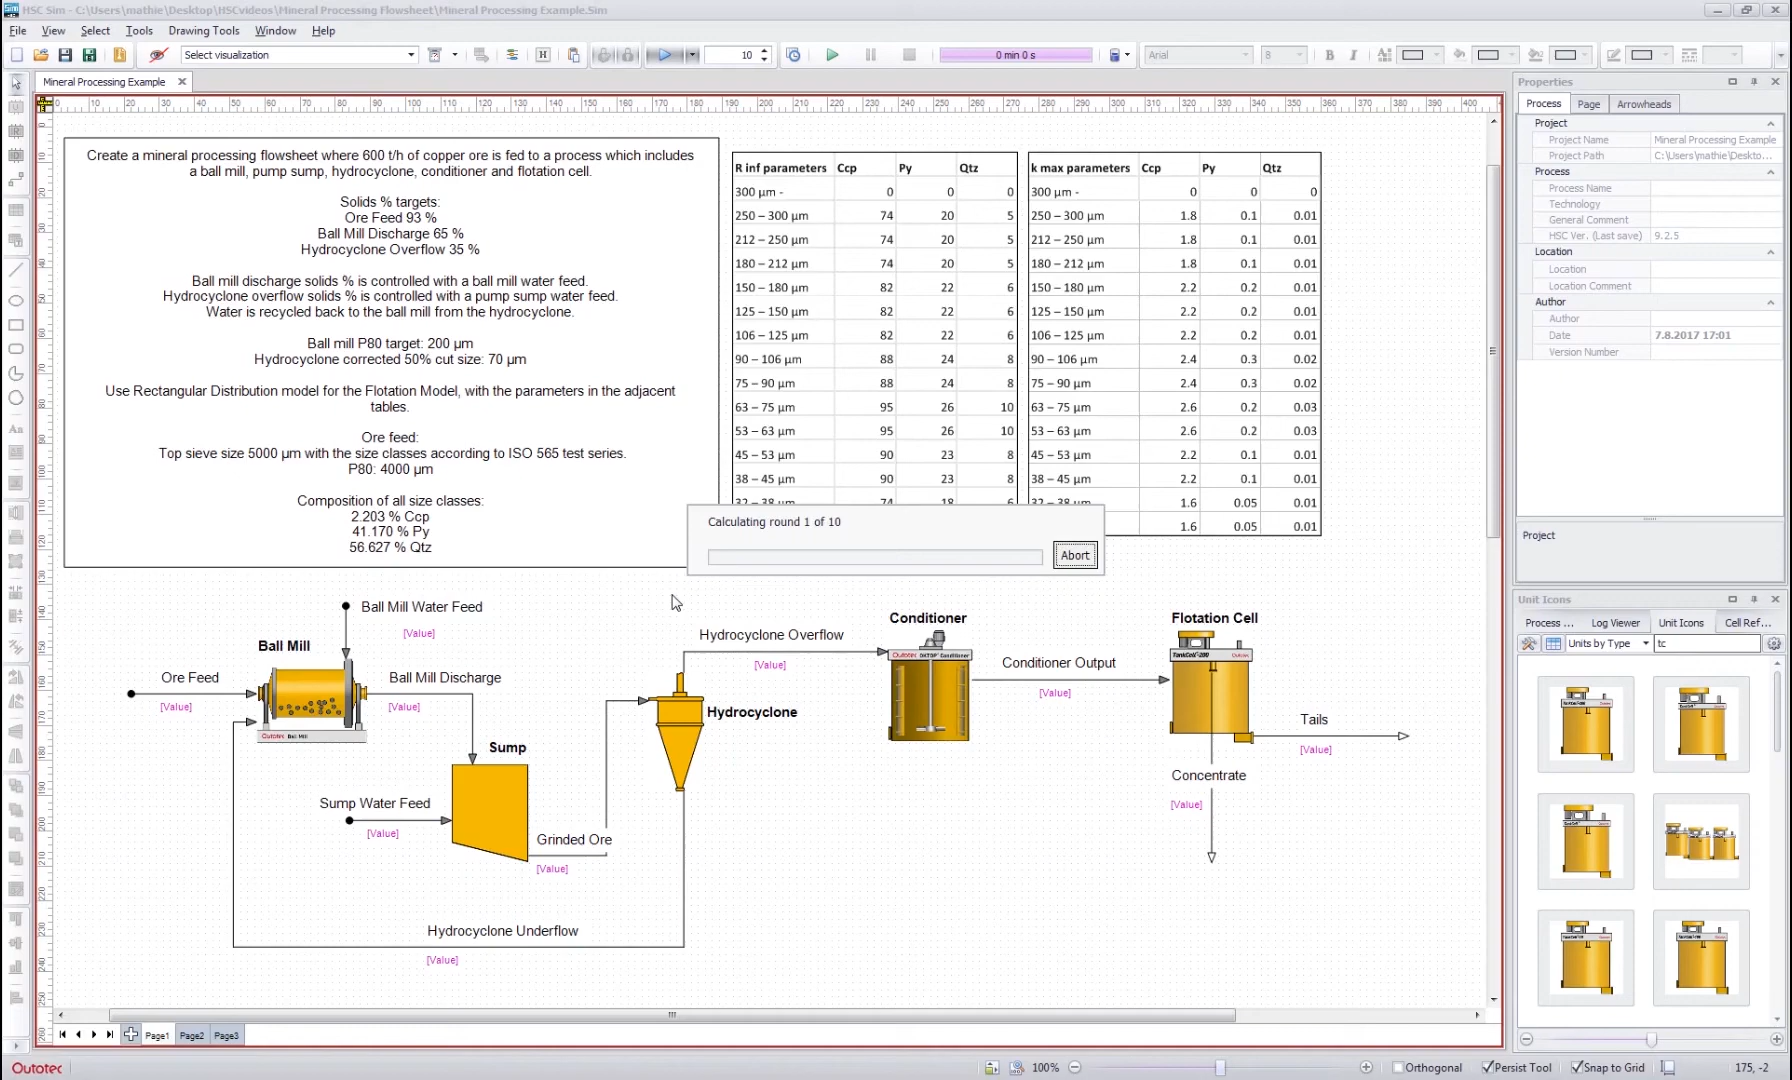 HSC Sim - C:\Users\mathie\Desktop\HSCvideos\Mineral Processing Flowsheet\Mineral Processing Example.Sim
File View Select Tools Drawing Tools Window Help
Select visualization
10
0 min 0 s
Arial
8
Mineral Processing Example
Create a mineral processing flowsheet where 600 t/h of copper ore is fed to a process which includes
a ball mill, pump sump, hydrocyclone, conditioner and flotation cell.
Solids % targets:
Ore Feed 93 %
Ball Mill Discharge 65 %
Hydrocyclone Overflow 35 %
Ball mill discharge solids % is controlled with a ball mill water feed.
Hydrocyclone overflow solids % is controlled with a pump sump water feed.
Water is recycled back to the ball mill from the hydrocyclone.
Ball mill P80 target: 200 µm
Hydrocyclone corrected 50% cut size: 70 µm
Use Rectangular Distribution model for the Flotation Model, with the parameters in the adjacent
tables.
Ore feed:
Top sieve size 5000 µm with the size classes according to ISO 565 test series.
P80: 4000 µm
Composition of all size classes:
2.203 % Ccp
41.170 % Py
56.627 % Qtz
R inf parameters Ccp Py Qtz
300 µm - 0 0 0
250 – 300 µm 74 20 5
212 – 250 µm 74 20 5
180 – 212 µm 74 20 5
150 – 180 µm 82 22 6
125 – 150 µm 82 22 6
106 – 125 µm 82 22 6
90 – 106 µm 88 24 8
75 – 90 µm 88 24 8
63 – 75 µm 95 26 10
53 – 63 µm 95 26 10
45 – 53 µm 90 23 8
38 – 45 µm 90 23 8
32 – 38 µm 74 18 6
k max parameters Ccp Py Qtz
300 µm - 0 0 0
250 – 300 µm 1.8 0.1 0.01
212 – 250 µm 1.8 0.1 0.01
180 – 212 µm 1.8 0.1 0.01
150 – 180 µm 2.2 0.2 0.01
125 – 150 µm 2.2 0.2 0.01
106 – 125 µm 2.2 0.2 0.01
90 – 106 µm 2.4 0.3 0.02
75 – 90 µm 2.4 0.3 0.02
63 – 75 µm 2.6 0.2 0.03
53 – 63 µm 2.6 0.2 0.03
45 – 53 µm 2.2 0.1 0.01
38 – 45 µm 2.2 0.1 0.01
32 – 38 µm 1.6 0.05 0.01
1.6 0.05 0.01
Calculating round 1 of 10
Abort
Ball Mill Water Feed
[Value]
Ball Mill
Ore Feed
[Value]
Outotec Ball Mill
Ball Mill Discharge
[Value]
Sump
Sump Water Feed
[Value]
Grinded Ore
[Value]
Hydrocyclone Overflow
[Value]
Hydrocyclone
Hydrocyclone Underflow
[Value]
Conditioner
Outotec OKTOP Conditioner
Conditioner Output
[Value]
Flotation Cell
Tails
[Value]
Concentrate
[Value]
Page1 Page2 Page3
Properties
Process Page Arrowheads
Project
Project Name Mineral Processing Example
Project Path C:\Users\mathie\Deskto...
Process
Process Name
Technology
General Comment
HSC Ver. (Last save) 9.2.5
Location
Location
Location Comment
Author
Author
Date 7.8.2017 17:01
Version Number
Project
Unit Icons
Process ... Log Viewer Unit Icons Cell Ref...
Units by Type tc
Outotec
100%
Orthogonal Persist Tool Snap to Grid 175, -2